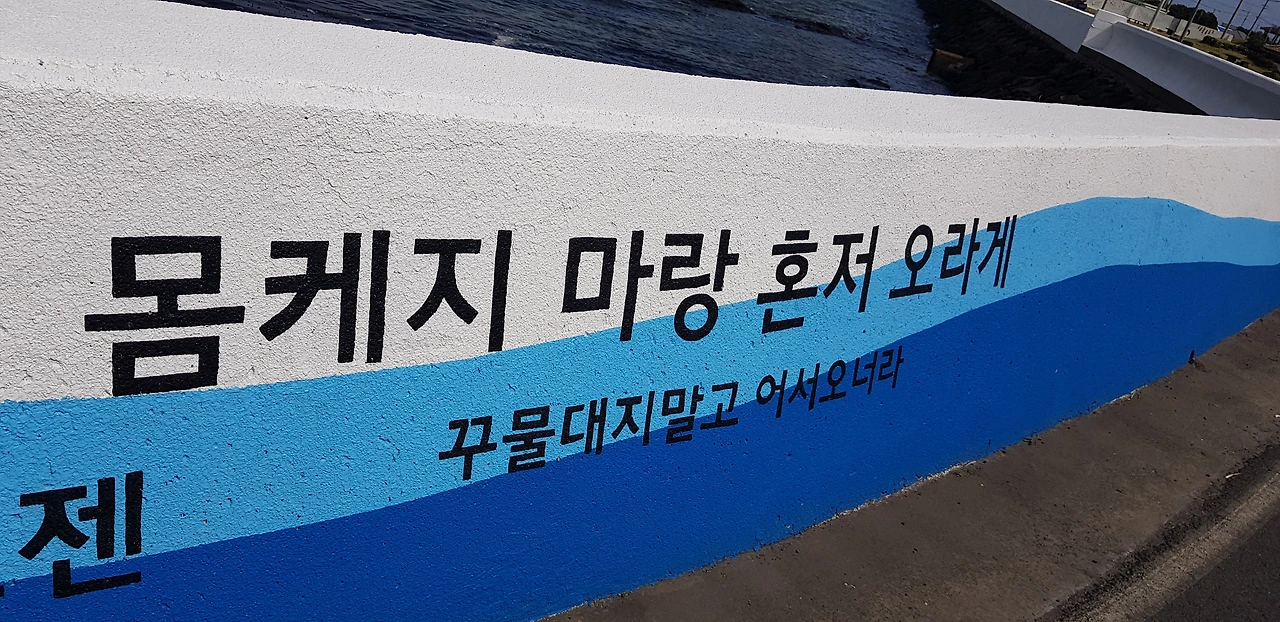 몸케지 마랑 혼저 오라게
꾸물대지말고 어서오너라
젠